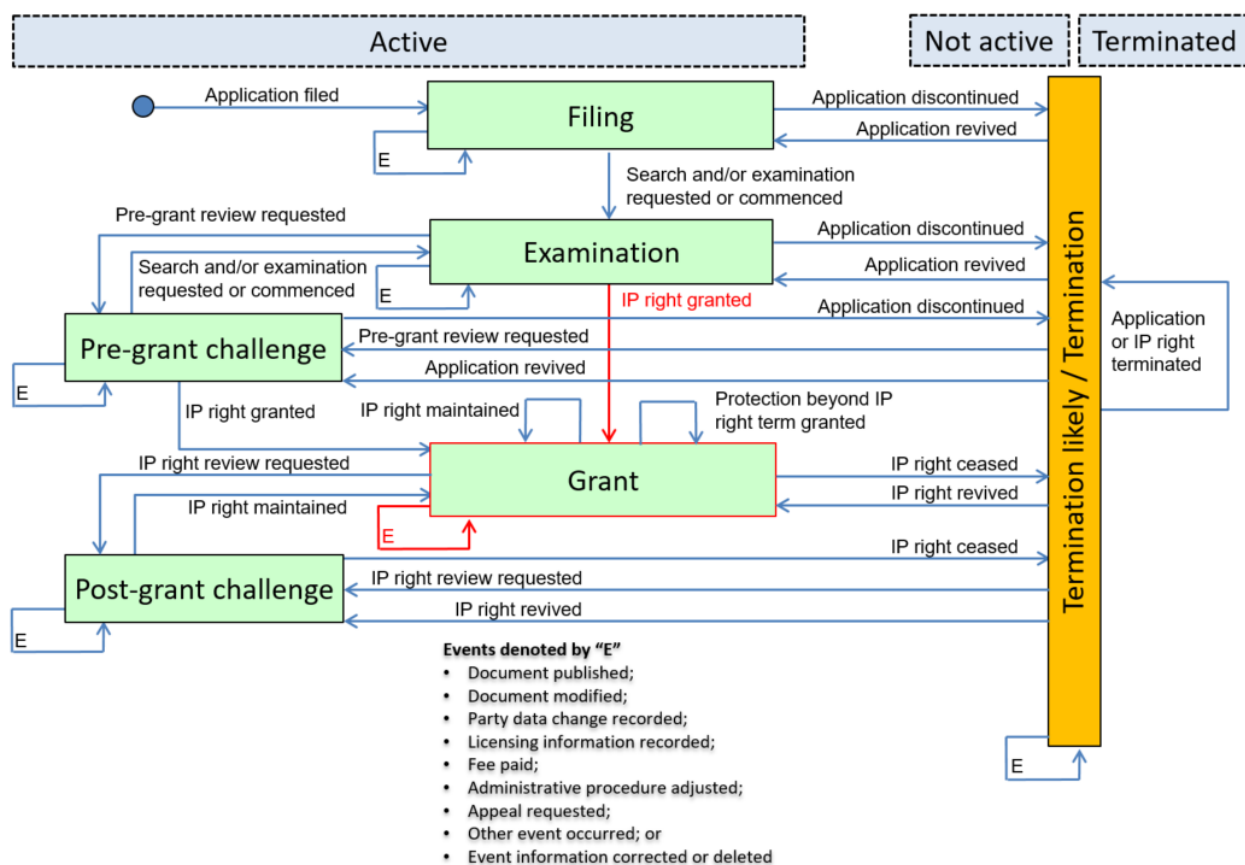 Active
Not active
Terminated
Application filed
Filing
Application discontinued
Application revived
E
Search and/or examination
requested or commenced
Pre-grant review requested
Examination
Application discontinued
Application revived
Search and/or examination
requested or commenced
E
IP right granted
Application discontinued
Pre-grant challenge
Pre-grant review requested
Application revived
E
Application
or IP right
terminated
Termination likely / Termination
IP right granted
IP right maintained
Protection beyond IP
right term granted
IP right review requested
Grant
IP right ceased
IP right revived
IP right maintained
E
IP right ceased
Post-grant challenge
IP right review requested
IP right revived
E
Events denoted by “E”
• Document published;
• Document modified;
• Party data change recorded;
• Licensing information recorded;
• Fee paid;
• Administrative procedure adjusted;
• Appeal requested;
• Other event occurred; or
• Event information corrected or deleted
E